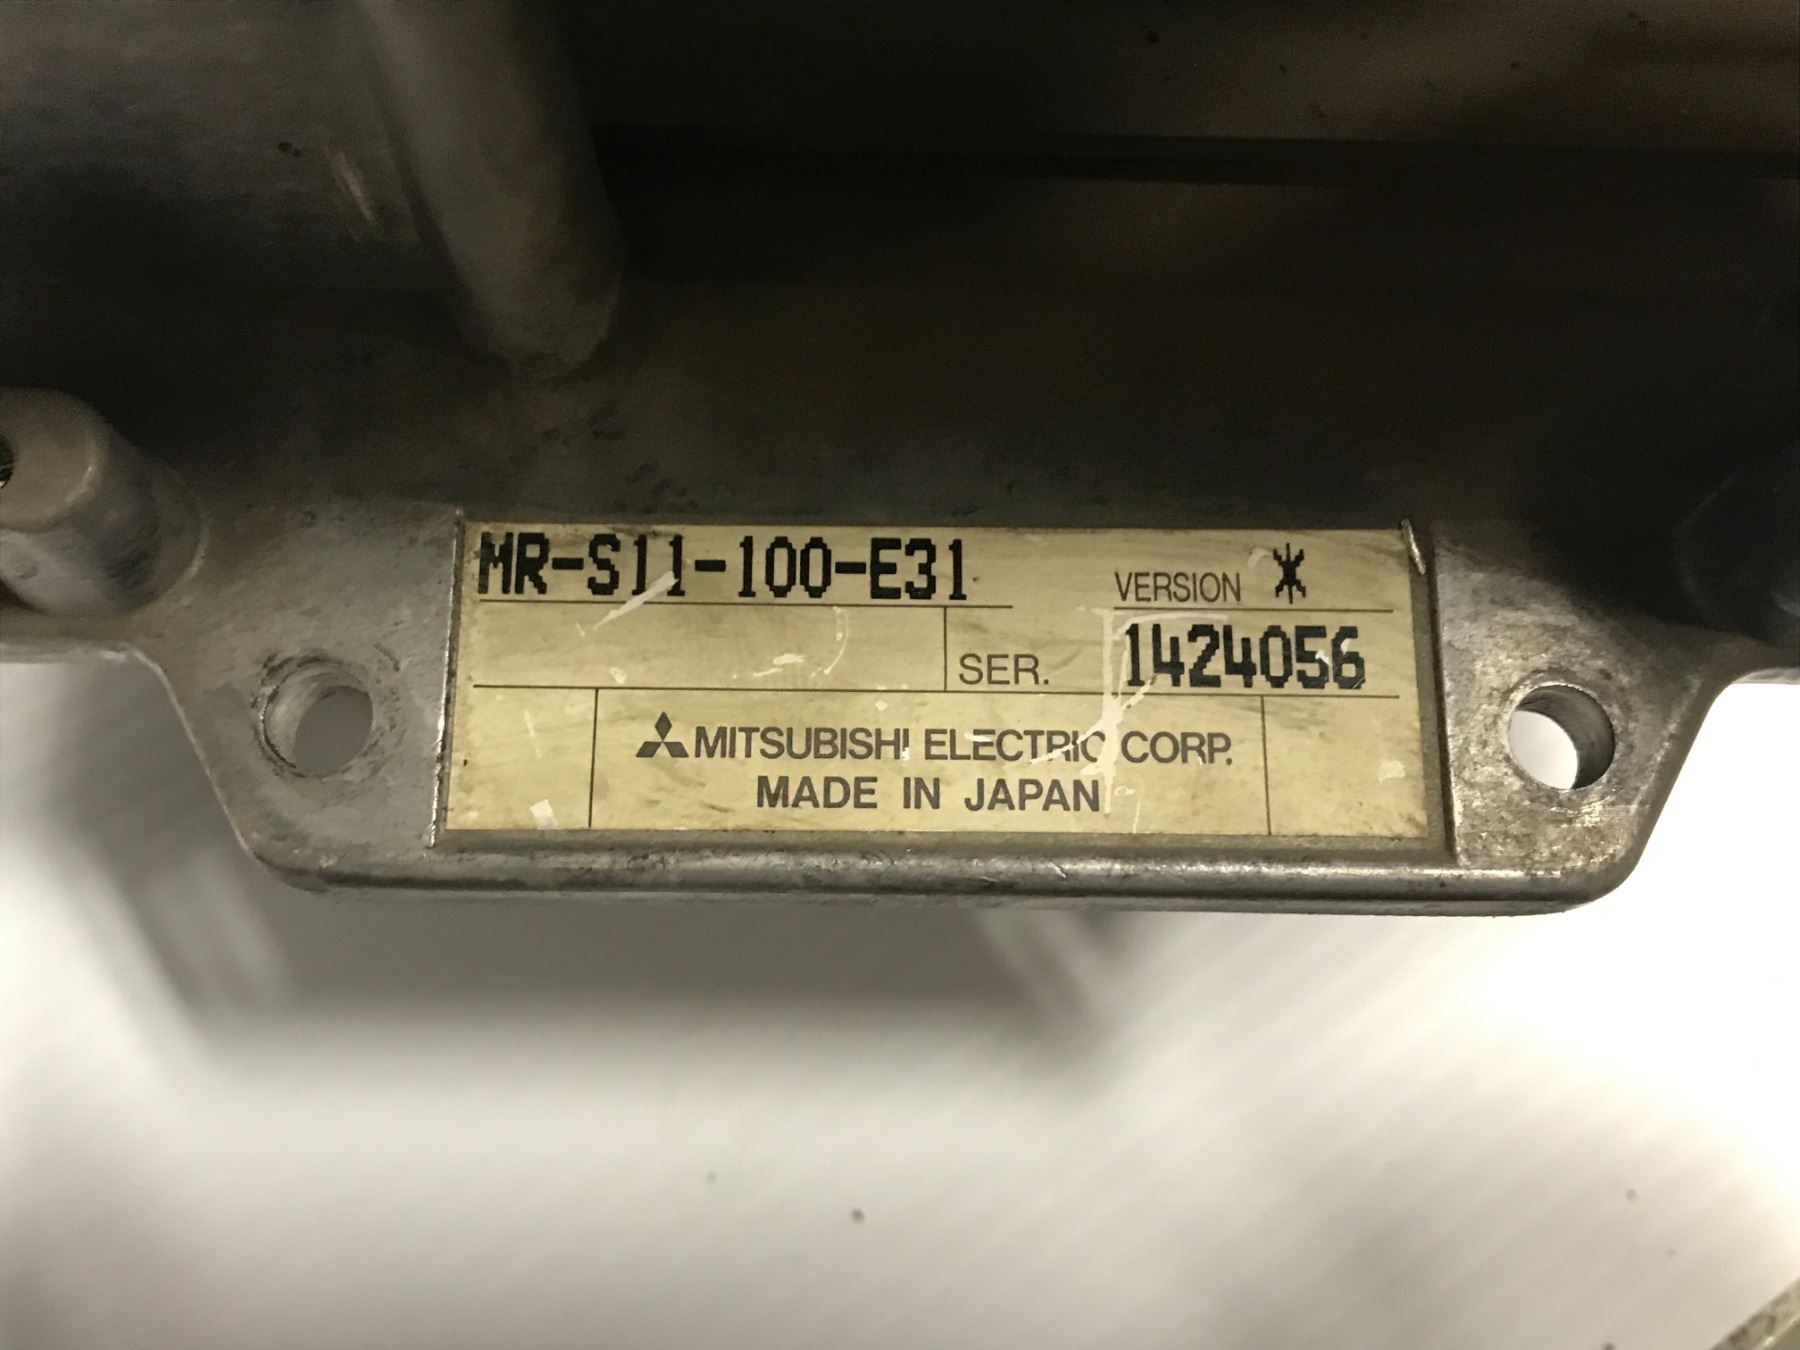 MR-S11-100-E31
VERSION *
SER. 1424056
MITSUBISHI ELECTRIC CORP.
MADE IN JAPAN